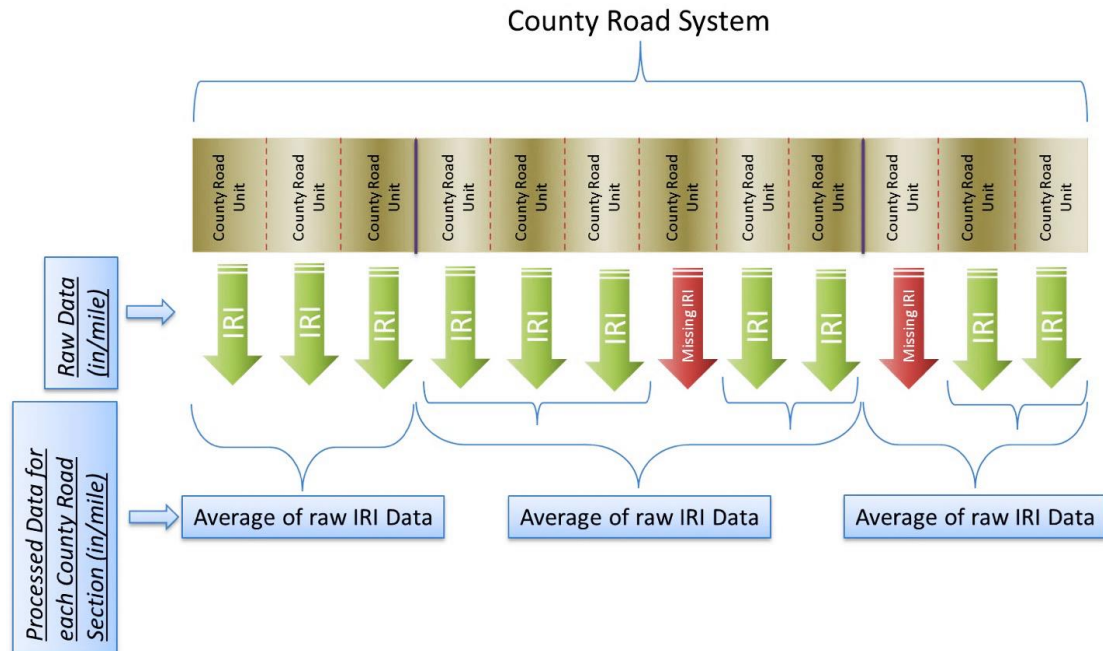 County Road System
County Road
Unit
County Road
Unit
County Road
Unit
County Road
Unit
County Road
Unit
County Road
Unit
County Road
Unit
County Road
Unit
County Road
Unit
County Road
Unit
County Road
Unit
County Road
Unit
Raw Data
(in/mile)
IRI
IRI
IRI
IRI
IRI
IRI
Missing IRI
IRI
IRI
Missing IRI
IRI
IRI
Processed Data for
each County Road
Section (in/mile)
Average of raw IRI Data
Average of raw IRI Data
Average of raw IRI Data